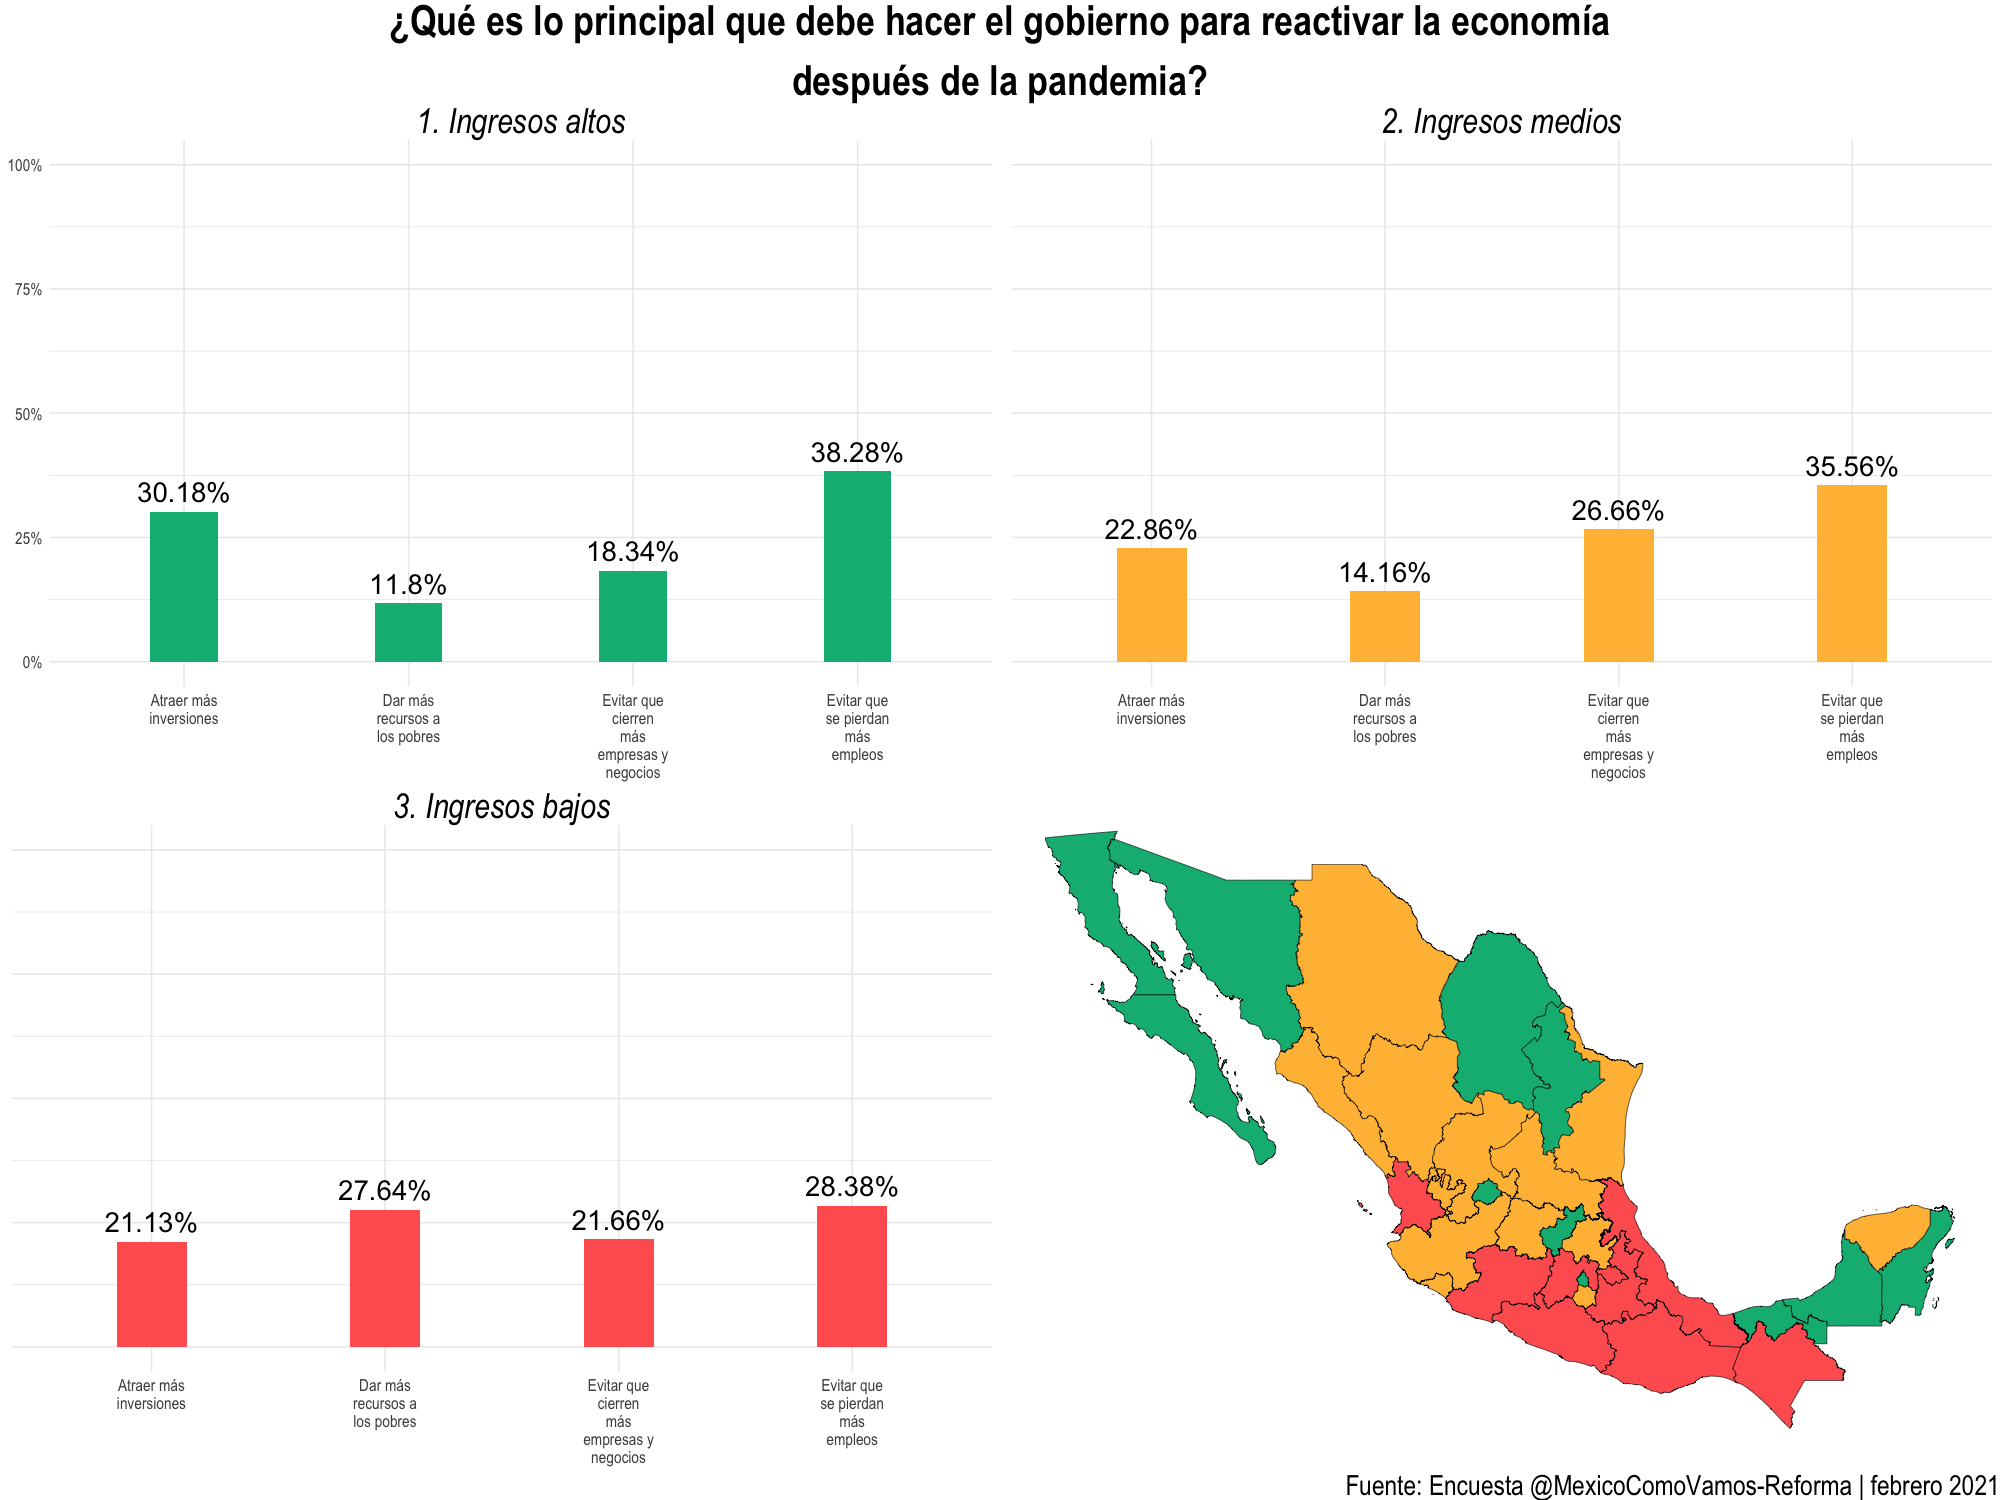 ¿Qué es lo principal que debe hacer el gobierno para reactivar la economía
después de la pandemia?
1. Ingresos altos
100%
75%
50%
25%
0%
30.18%
11.8%
18.34%
38.28%
Atraer más
inversiones
Dar más
recursos a
los pobres
Evitar que
cierren
más
empresas y
negocios
Evitar que
se pierdan
más
empleos
2. Ingresos medios
22.86%
14.16%
26.66%
35.56%
Atraer más
inversiones
Dar más
recursos a
los pobres
Evitar que
cierren
más
empresas y
negocios
Evitar que
se pierdan
más
empleos
3. Ingresos bajos
21.13%
27.64%
21.66%
28.38%
Atraer más
inversiones
Dar más
recursos a
los pobres
Evitar que
cierren
más
empresas y
negocios
Evitar que
se pierdan
más
empleos
Fuente: Encuesta @MexicoComoVamos-Reforma | febrero 2021